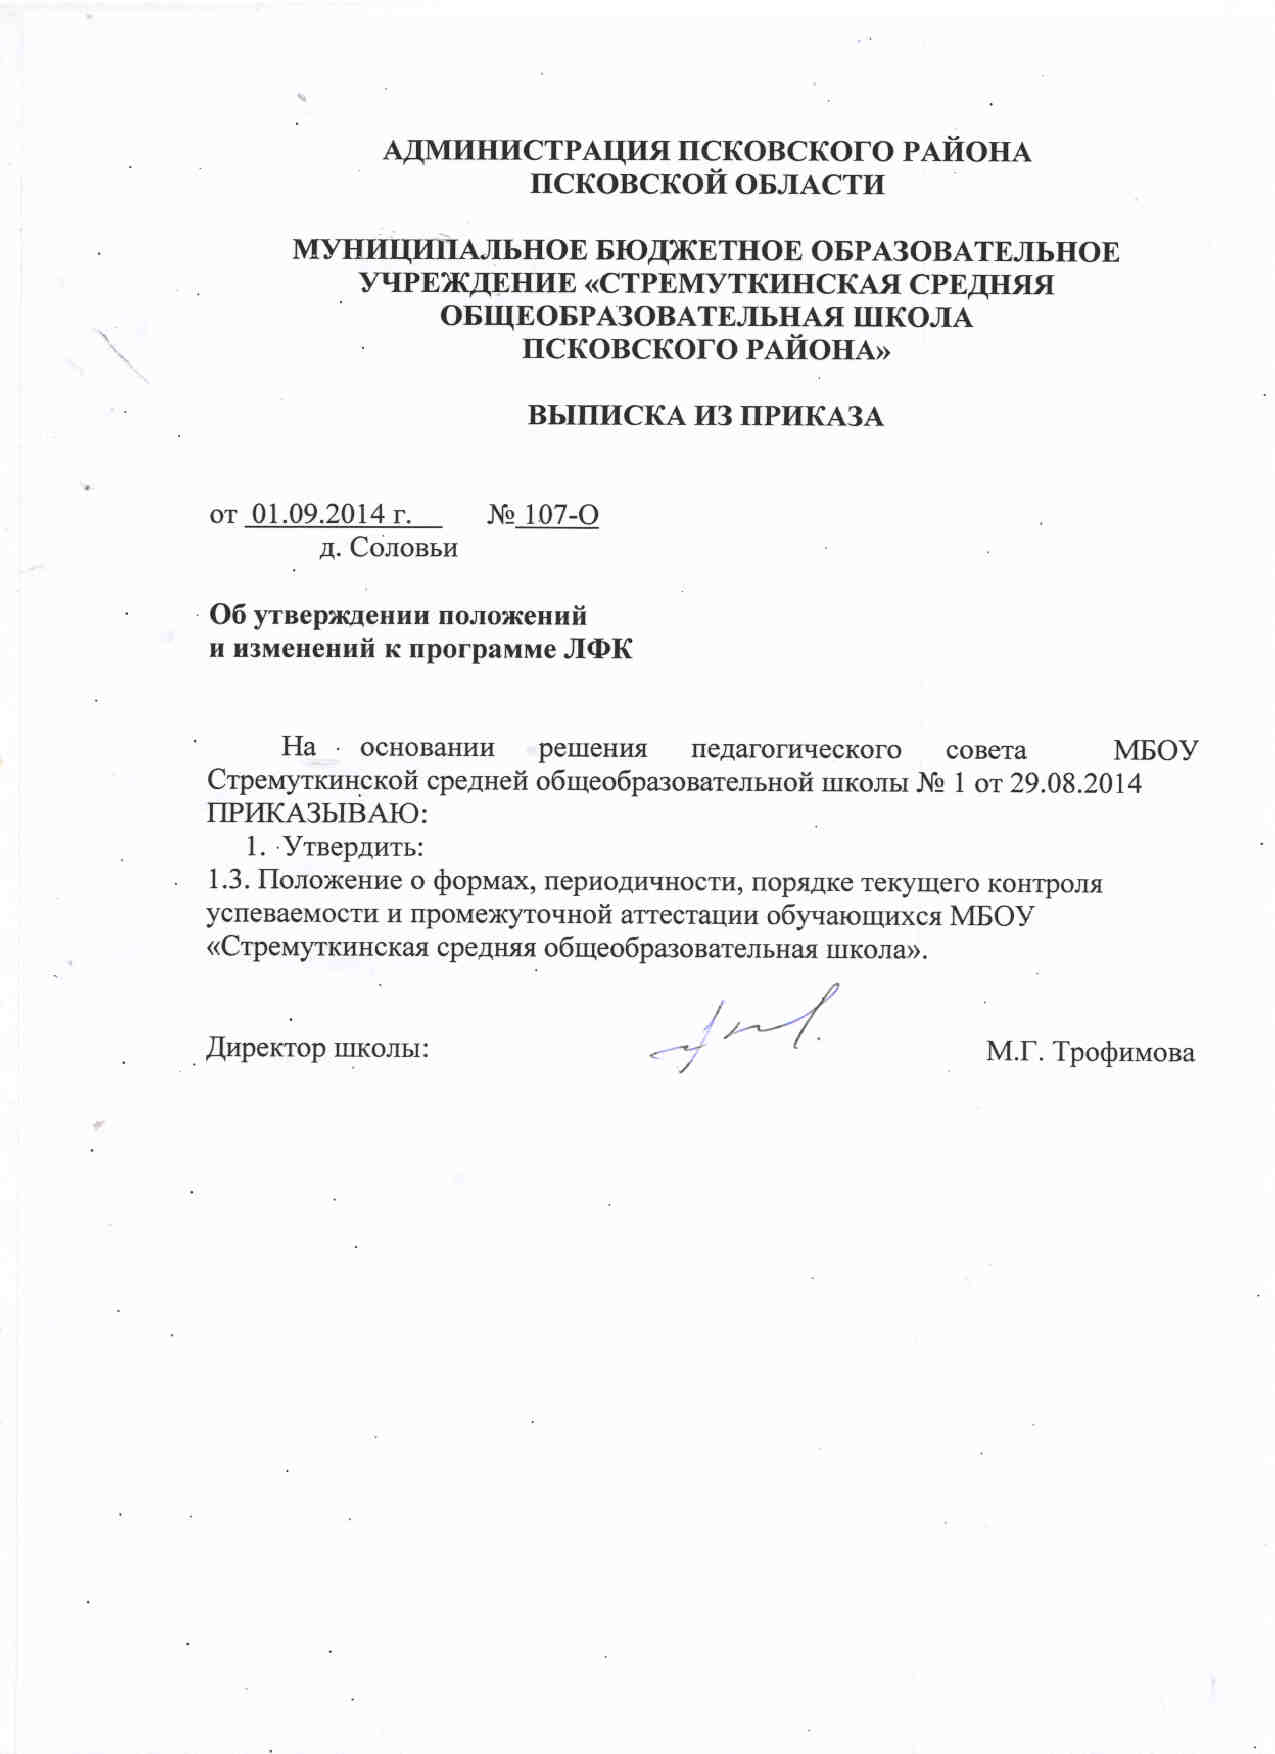 АДМИНИСТРАЦИЯ ПСКОВСКОГО РАЙОНА
ПСКОВСКОЙ ОБЛАСТИ
МУНИЦИПАЛЬНОЕ БЮДЖЕТНОЕ ОБРАЗОВАТЕЛЬНОЕ
УЧРЕЖДЕНИЕ «СТРЕМУТКИНСКАЯ СРЕДНЯЯ
ОБЩЕОБРАЗОВАТЕЛЬНАЯ ШКОЛА
ПСКОВСКОГО РАЙОНА»
ВЫПИСКА ИЗ ПРИКАЗА
от 01.09.2014 г. № 107-О
д. Соловьи
Об утверждении положений
и изменений к программе ЛФК
На основании решения педагогического совета МБОУ
Стремуткинской средней общеобразовательной школы № 1 от 29.08.2014
ПРИКАЗЫВАЮ:
1. Утвердить:
1.3. Положение о формах, периодичности, порядке текущего контроля
успеваемости и промежуточной аттестации обучающихся МБОУ
«Стремуткинская средняя общеобразовательная школа».
Директор школы: М.Г. Трофимова